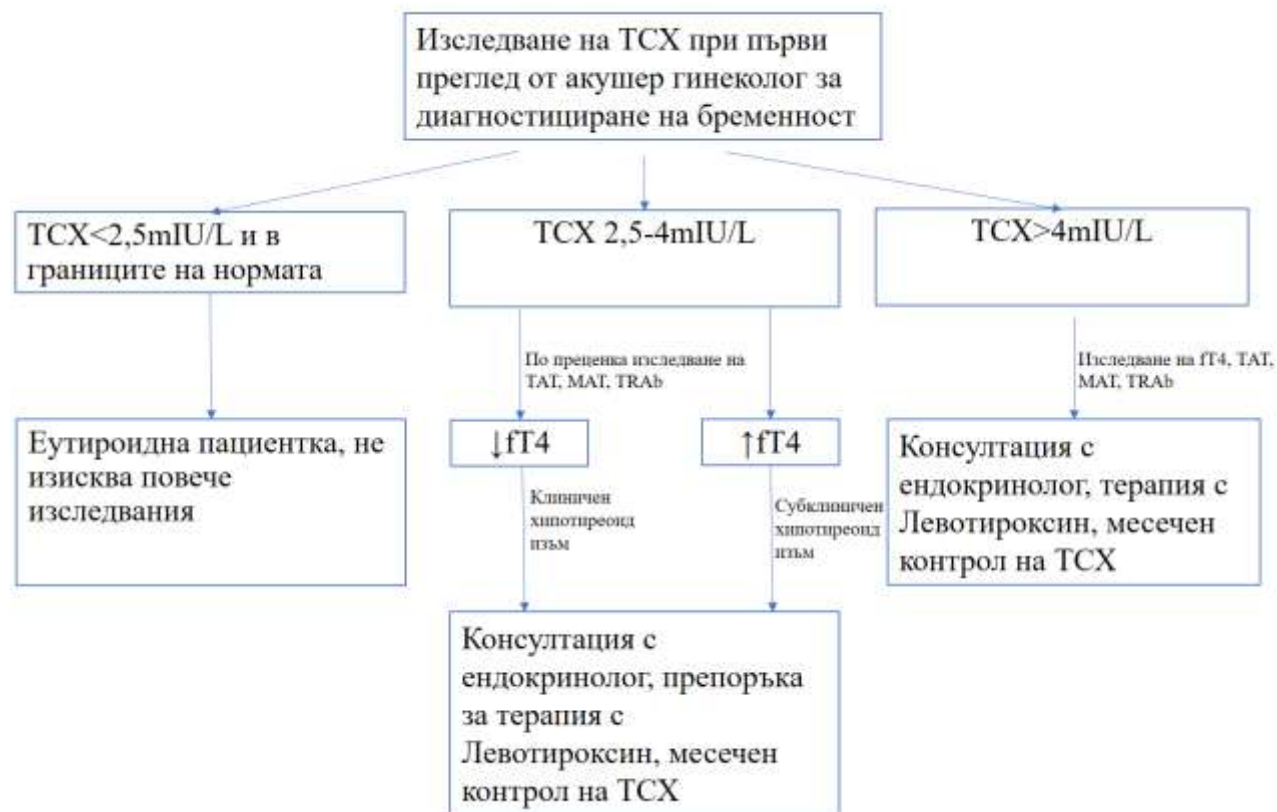 Изследване на ТСХ при първи
преглед от акушер гинеколог за
диагностициране на бременност
ТСХ<2,5mIU/L и в
границите на нормата
ТСХ 2,5-4mIU/L
ТСХ>4mIU/L
По преценка изследване на
ТАТ, МАТ, TRAb
Изследване на fT4, ТАТ,
МАТ, TRAb
Еутироидна пациентка, не
изисква повече
изследвания
↓fT4
↑fT4
Консултация с
ендокринолог, терапия с
Левотироксин, месечен
контрол на ТСХ
Клиничен
хипотиреоид
изъм
Субклиничен
хипотиреоид
изъм
Консултация с
ендокринолог, препоръка
за терапия с
Левотироксин, месечен
контрол на ТСХ